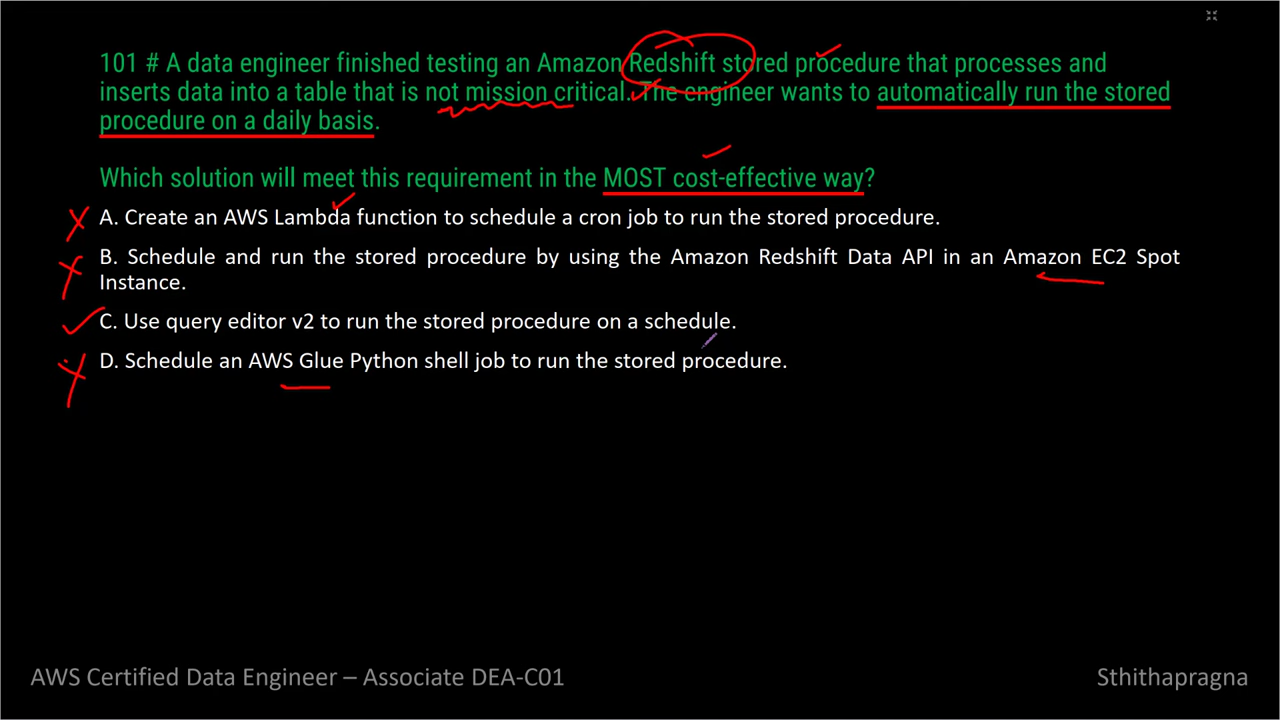 101 # A data engineer finished testing an Amazon Redshift stored procedure that processes and
inserts data into a table that is not mission critical. The engineer wants to automatically run the stored
procedure on a daily basis.
Which solution will meet this requirement in the MOST cost-effective way?
A. Create an AWS Lambda function to schedule a cron job to run the stored procedure.
B. Schedule and run the stored procedure by using the Amazon Redshift Data API in an Amazon EC2 Spot
Instance.
C. Use query editor v2 to run the stored procedure on a schedule.
D. Schedule an AWS Glue Python shell job to run the stored procedure.
AWS Certified Data Engineer – Associate DEA-C01
Sthithapragna